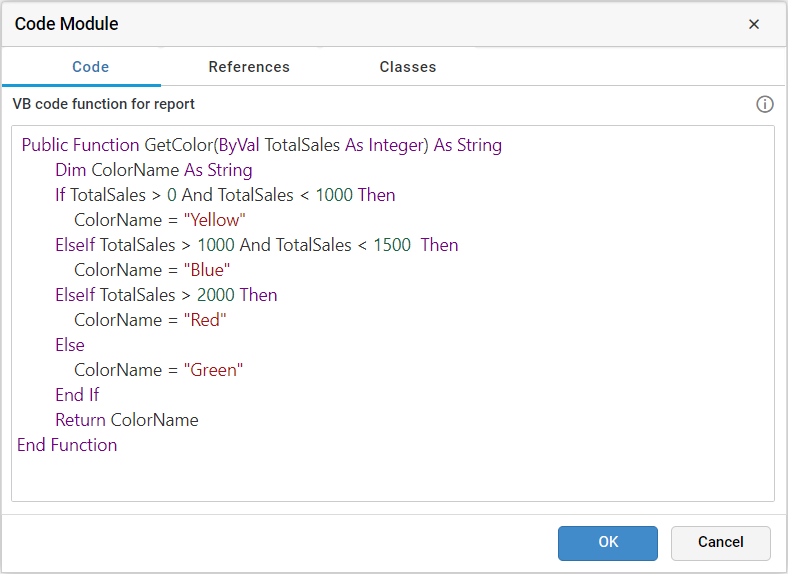 Code Module
Code References Classes
VB code function for report
Public Function GetColor(ByVal TotalSales As Integer) As String
Dim ColorName As String
If TotalSales > 0 And TotalSales < 1000 Then
ColorName = "Yellow"
ElseIf TotalSales > 1000 And TotalSales < 1500  Then
ColorName = "Blue"
ElseIf TotalSales > 2000 Then
ColorName = "Red"
Else
ColorName = "Green"
End If
Return ColorName
End Function
OK Cancel